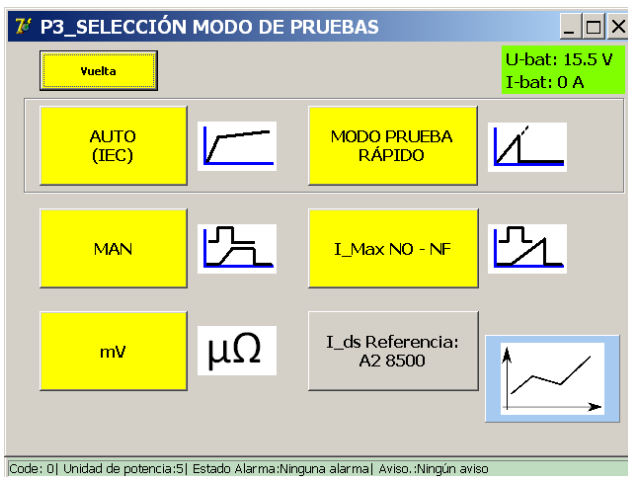 P3_SELECCIÓN MODO DE PRUEBAS
Vuelta
U-bat: 15.5 V
I-bat: 0 A
AUTO
(IEC)
MODO PRUEBA
RÁPIDO
MAN
I_Max NO - NF
mV
μΩ
I_ds Referencia:
A2 8500
Code: 0| Unidad de potencia:5| Estado Alarma:Ninguna alarma| Aviso.:Ningún aviso